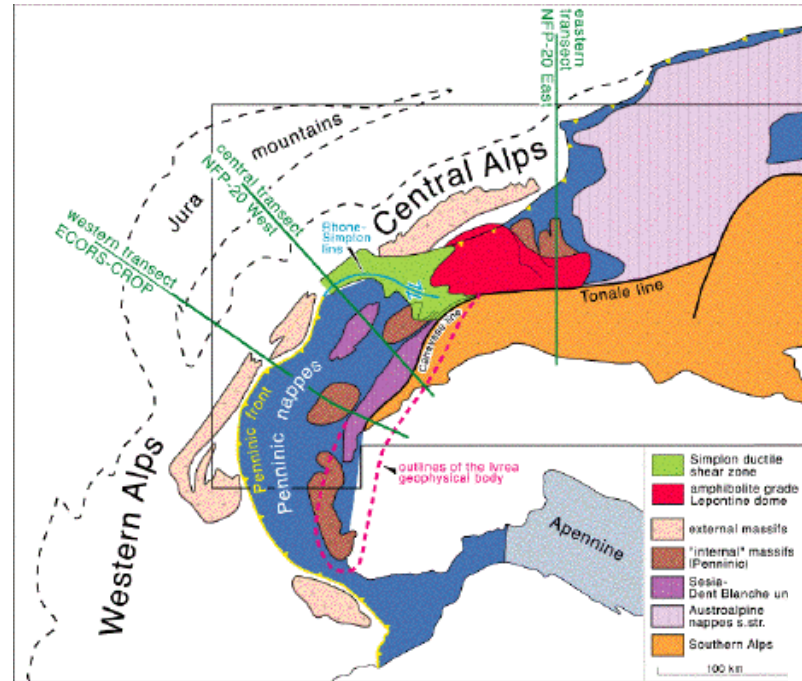 eastern
transect
NFP-20 East
Jura
mountains
central transect
NFP-20 West
Central Alps
western transect
ECORS-CROP
Rhone-
Simplon
line
Tonale line
Canavese line
Penninic front
Penninic nappes
Western Alps
outlines of the Ivrea
geophysical body
Apennine
Simplon ductile
shear zone
amphibolite grade
Lepontine dome
external massifs
"internal" massifs
(Penninic)
Sesia-
Dent Blanche un
Austroalpine
nappes s.str.
Southern Alps
100 km